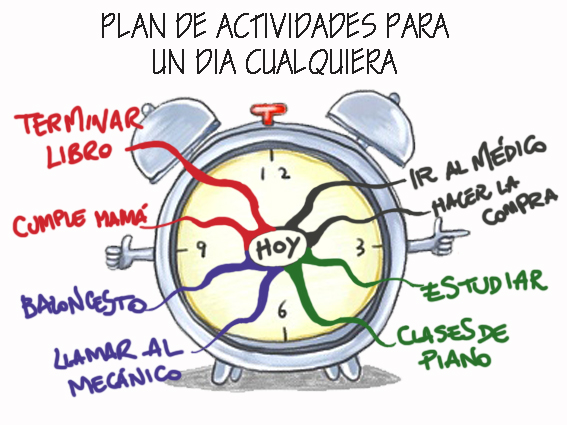 PLAN DE ACTIVIDADES PARA
UN DIA CUALQUIERA
TERMINAR
LIBRO
CUMPLE MAMÁ
BALONCESTO
LLAMAR AL
MECÁNICO
12
9
HOY
3
6
IR AL MÉDICO
HACER LA
COMPRA
ESTUDIAR
CLASES DE
PIANO